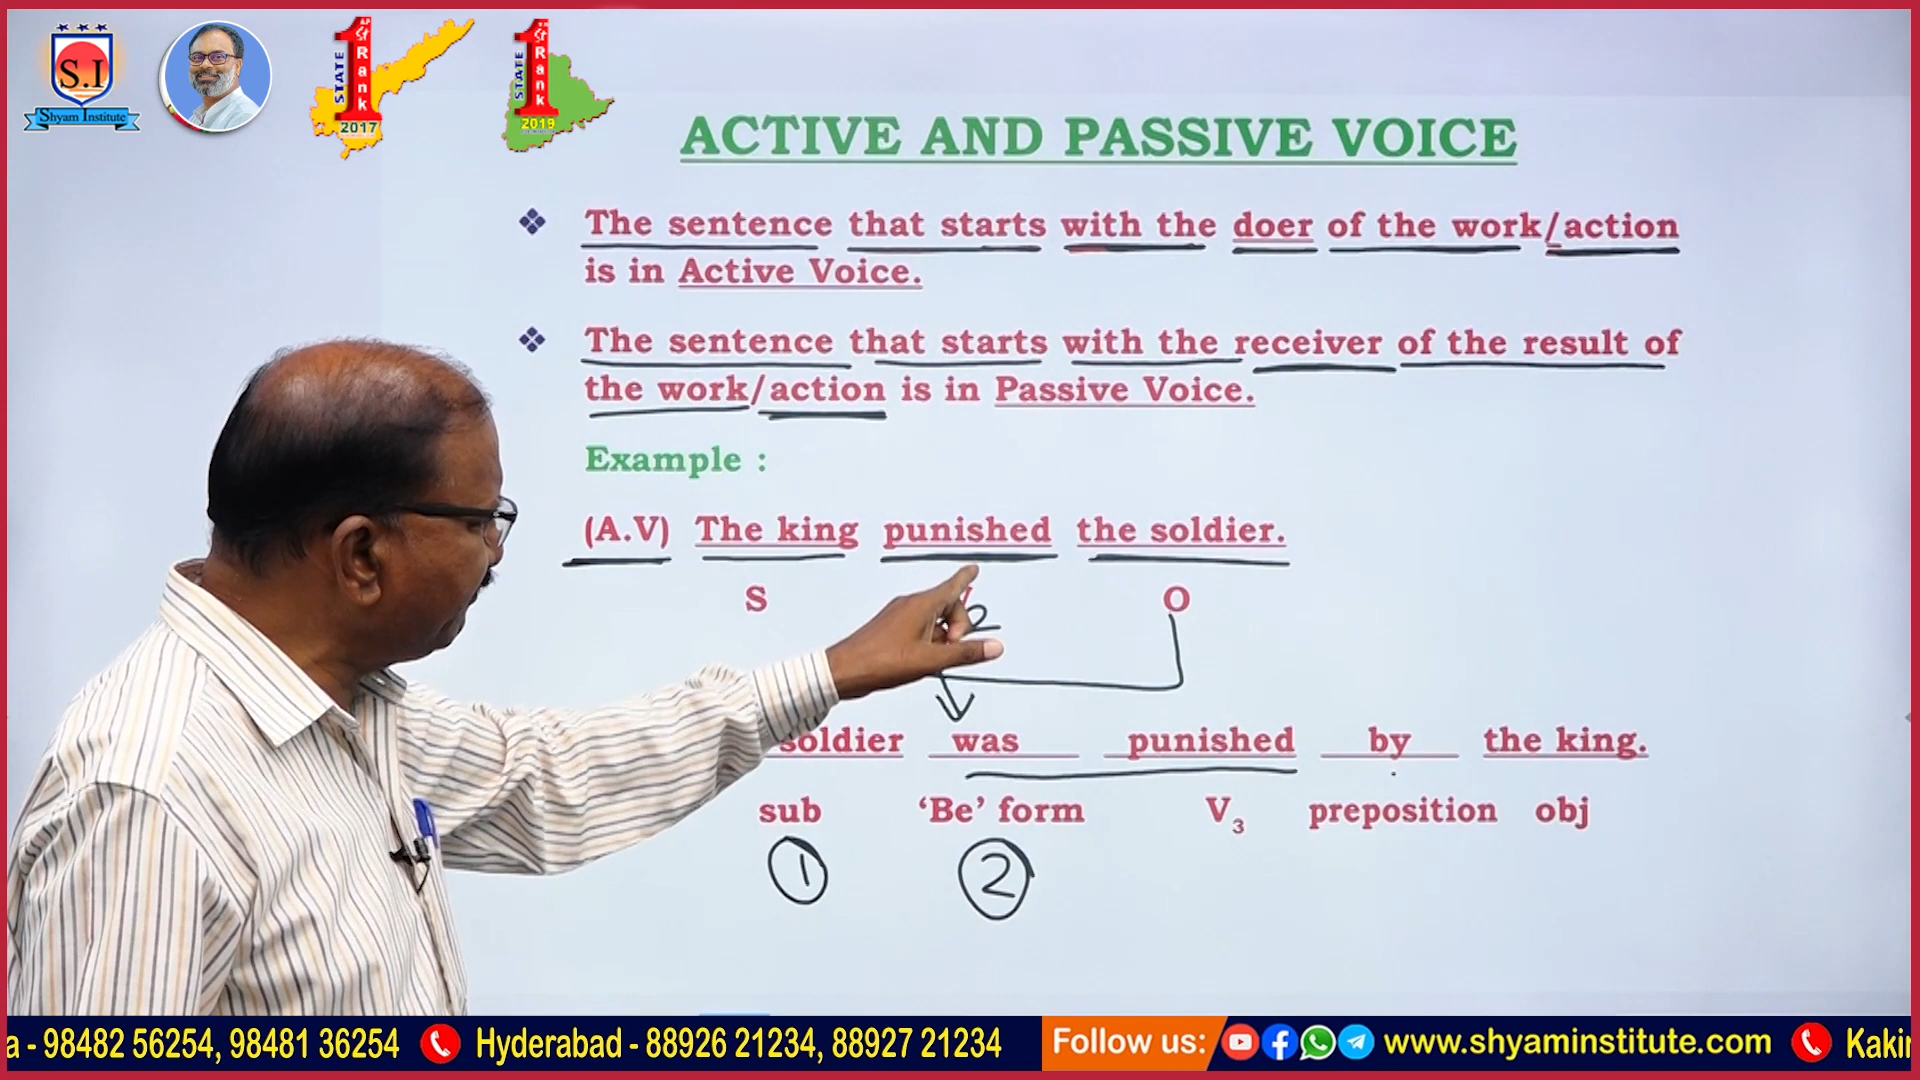 S.I
Shyam Institute
STATE 1st Rank
2017
STATE 1st Rank
2019
ACTIVE AND PASSIVE VOICE
❖ The sentence that starts with the doer of the work/action
is in Active Voice.
❖ The sentence that starts with the receiver of the result of
the work/action is in Passive Voice.
Example :
(A.V) The king punished the soldier.
S O
2
soldier was punished by the king.
sub ‘Be’ form V3 preposition obj
1 2
a - 98482 56254, 98481 36254 Hyderabad - 88926 21234, 88927 21234 Follow us: www.shyaminstitute.com Kakin